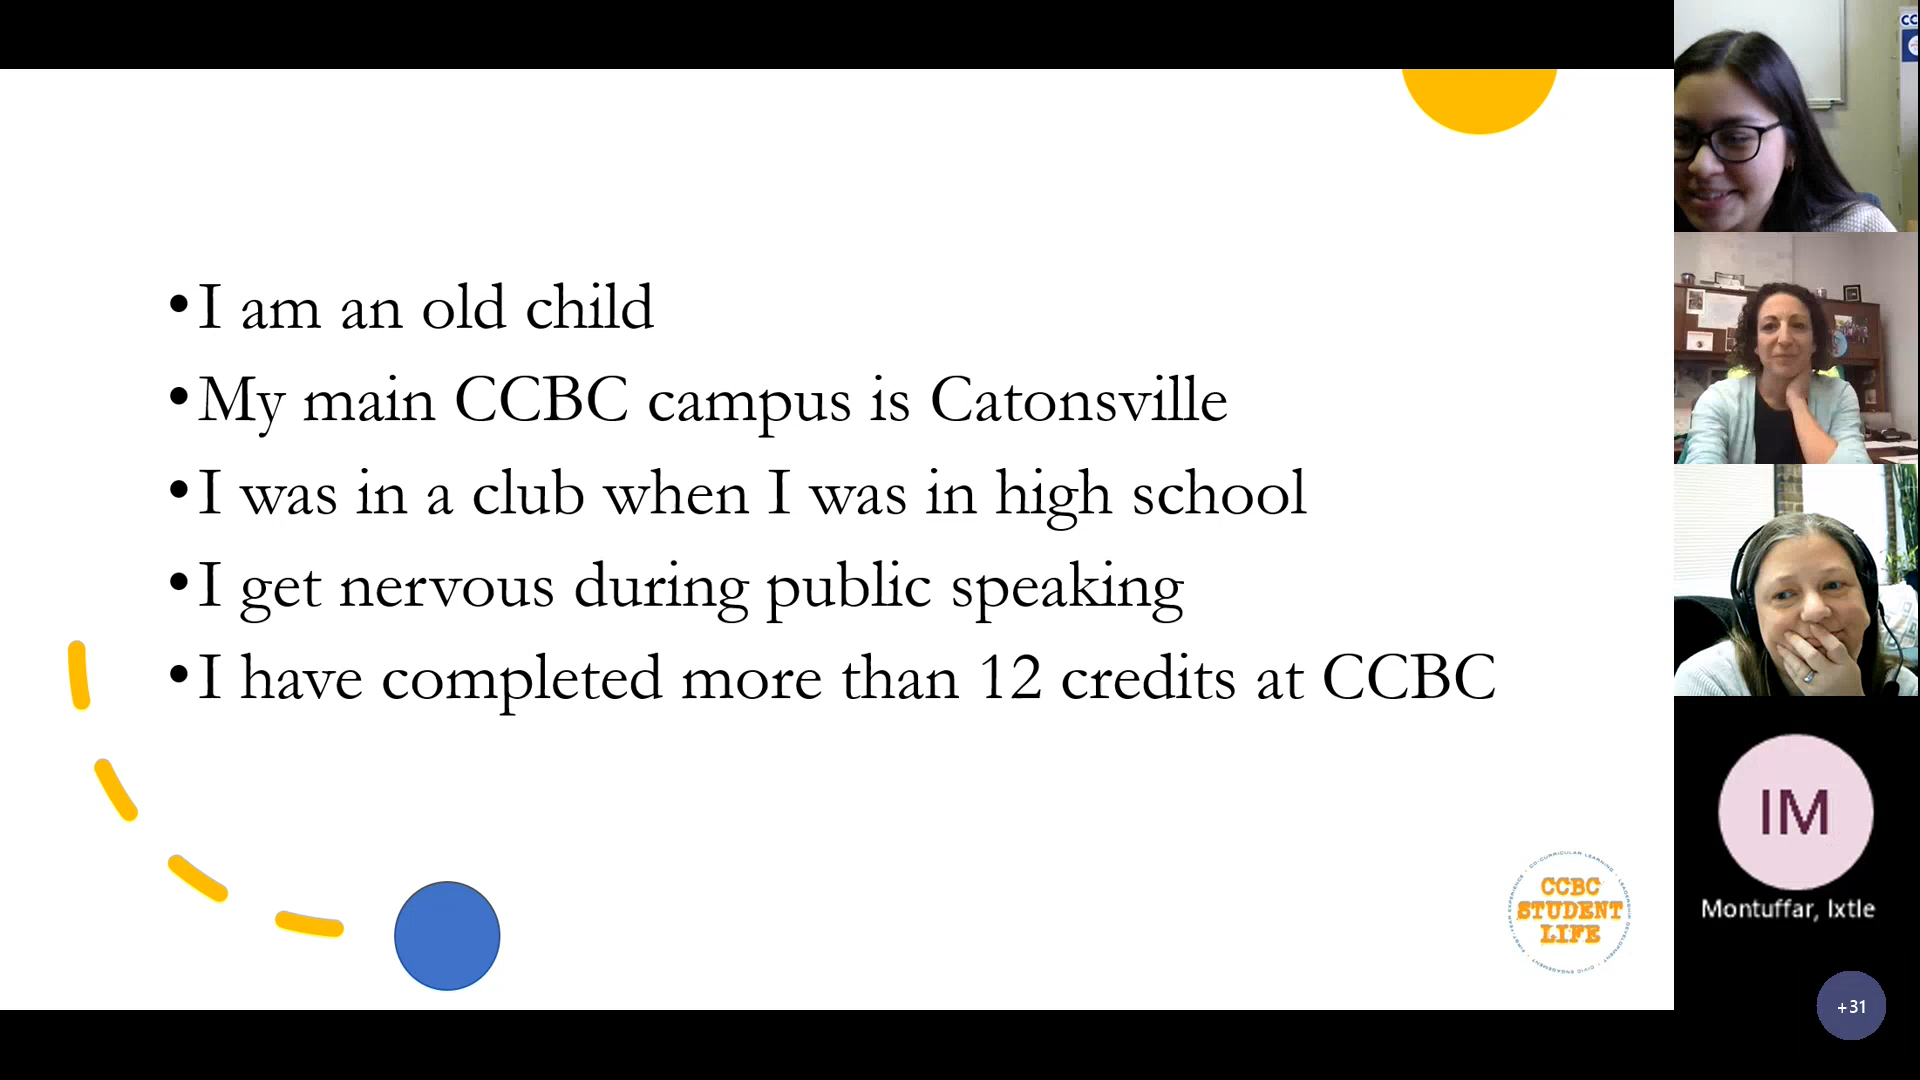 • I am an old child
• My main CCBC campus is Catonsville
• I was in a club when I was in high school
• I get nervous during public speaking
• I have completed more than 12 credits at CCBC
CCBC
STUDENT
LIFE
CC
IM
Montuffar, Ixtle
+31